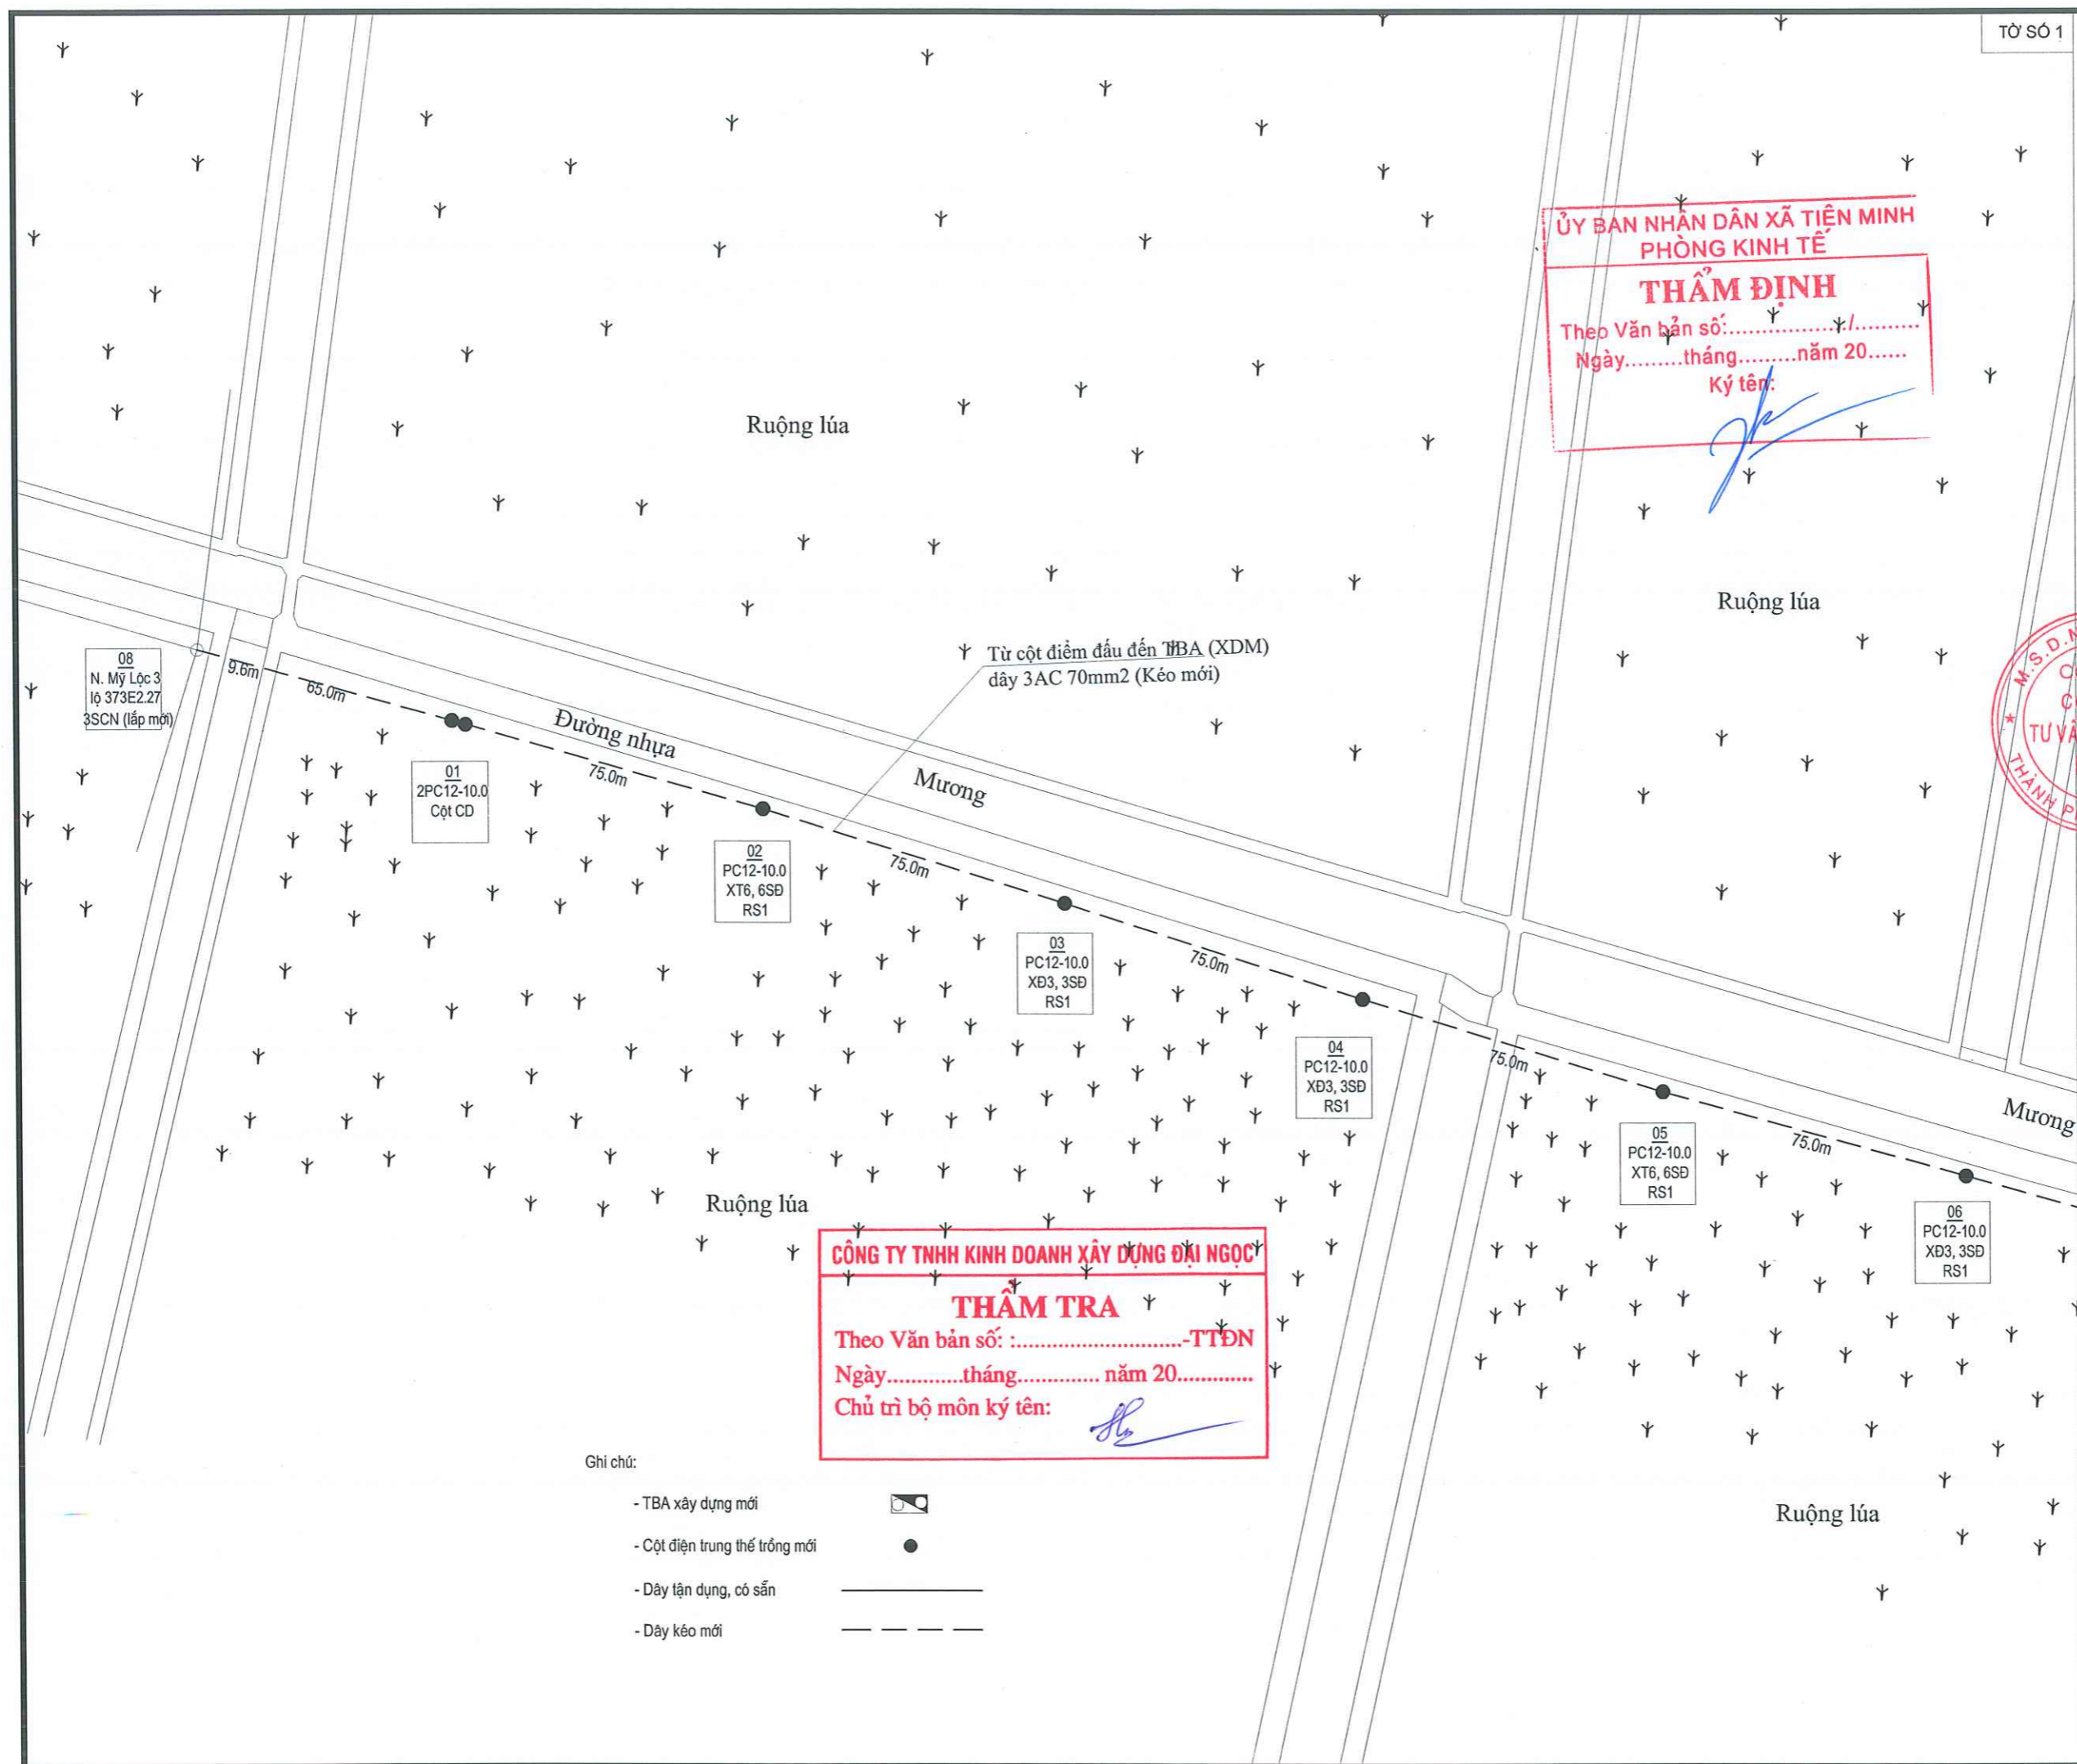 TỜ SỐ 1
ỦY BAN NHÂN DÂN XÃ TIÊN MINH
PHÒNG KINH TẾ
THẨM ĐỊNH
Theo Văn bản số:................../..........
Ngày.........tháng.........năm 20......
Ký tên:
Ruộng lúa
Ruộng lúa
Từ cột điểm đấu đến TBA (XDM)
dây 3AC 70mm2 (Kéo mới)
M.S.D.N
TƯ VẤ
THÀNH P
★
08
N. Mỹ Lộc 3
lộ 373E2.27
3SCN (lắp mới)
9.6m
65.0m
Đường nhựa
75.0m
Mương
01
2PC12-10.0
Cột CD
02
PC12-10.0
XT6, 6SĐ
RS1
75.0m
03
PC12-10.0
XĐ3, 3SĐ
RS1
75.0m
04
PC12-10.0
XĐ3, 3SĐ
RS1
75.0m
05
PC12-10.0
XT6, 6SĐ
RS1
75.0m
Mương
06
PC12-10.0
XĐ3, 3SĐ
RS1
Ruộng lúa
CÔNG TY TNHH KINH DOANH XÂY DỰNG ĐẠI NGỌC
THẨM TRA
Theo Văn bản số: :............................-TTĐN
Ngày.............tháng.............. năm 20.............
Chủ trì bộ môn ký tên:
Ruộng lúa
Ghi chú:
- TBA xây dựng mới
- Cột điện trung thế trồng mới
- Dây tận dụng, có sẵn
- Dây kéo mới